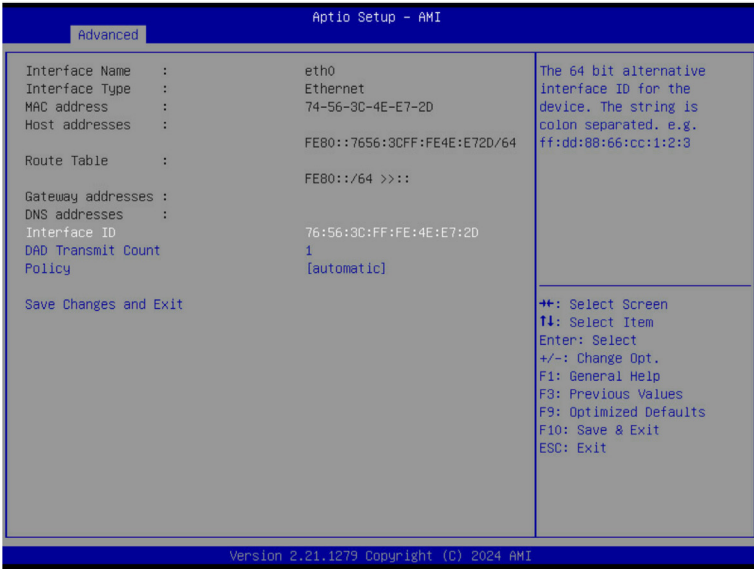 Aptio Setup – AMI
Advanced
Interface Name : eth0
Interface Type : Ethernet
MAC address : 74-56-3C-4E-E7-2D
Host addresses :
FE80::7656:3CFF:FE4E:E72D/64
Route Table :
FE80::/64 >>::
Gateway addresses :
DNS addresses :
Interface ID 76:56:3C:FF:FE:4E:E7:2D
DAD Transmit Count 1
Policy [automatic]
Save Changes and Exit
The 64 bit alternative
interface ID for the
device. The string is
colon separated. e.g.
ff:dd:88:66:cc:1:2:3
→←: Select Screen
↑↓: Select Item
Enter: Select
+/-: Change Opt.
F1: General Help
F3: Previous Values
F9: Optimized Defaults
F10: Save & Exit
ESC: Exit
Version 2.21.1279 Copyright (C) 2024 AMI